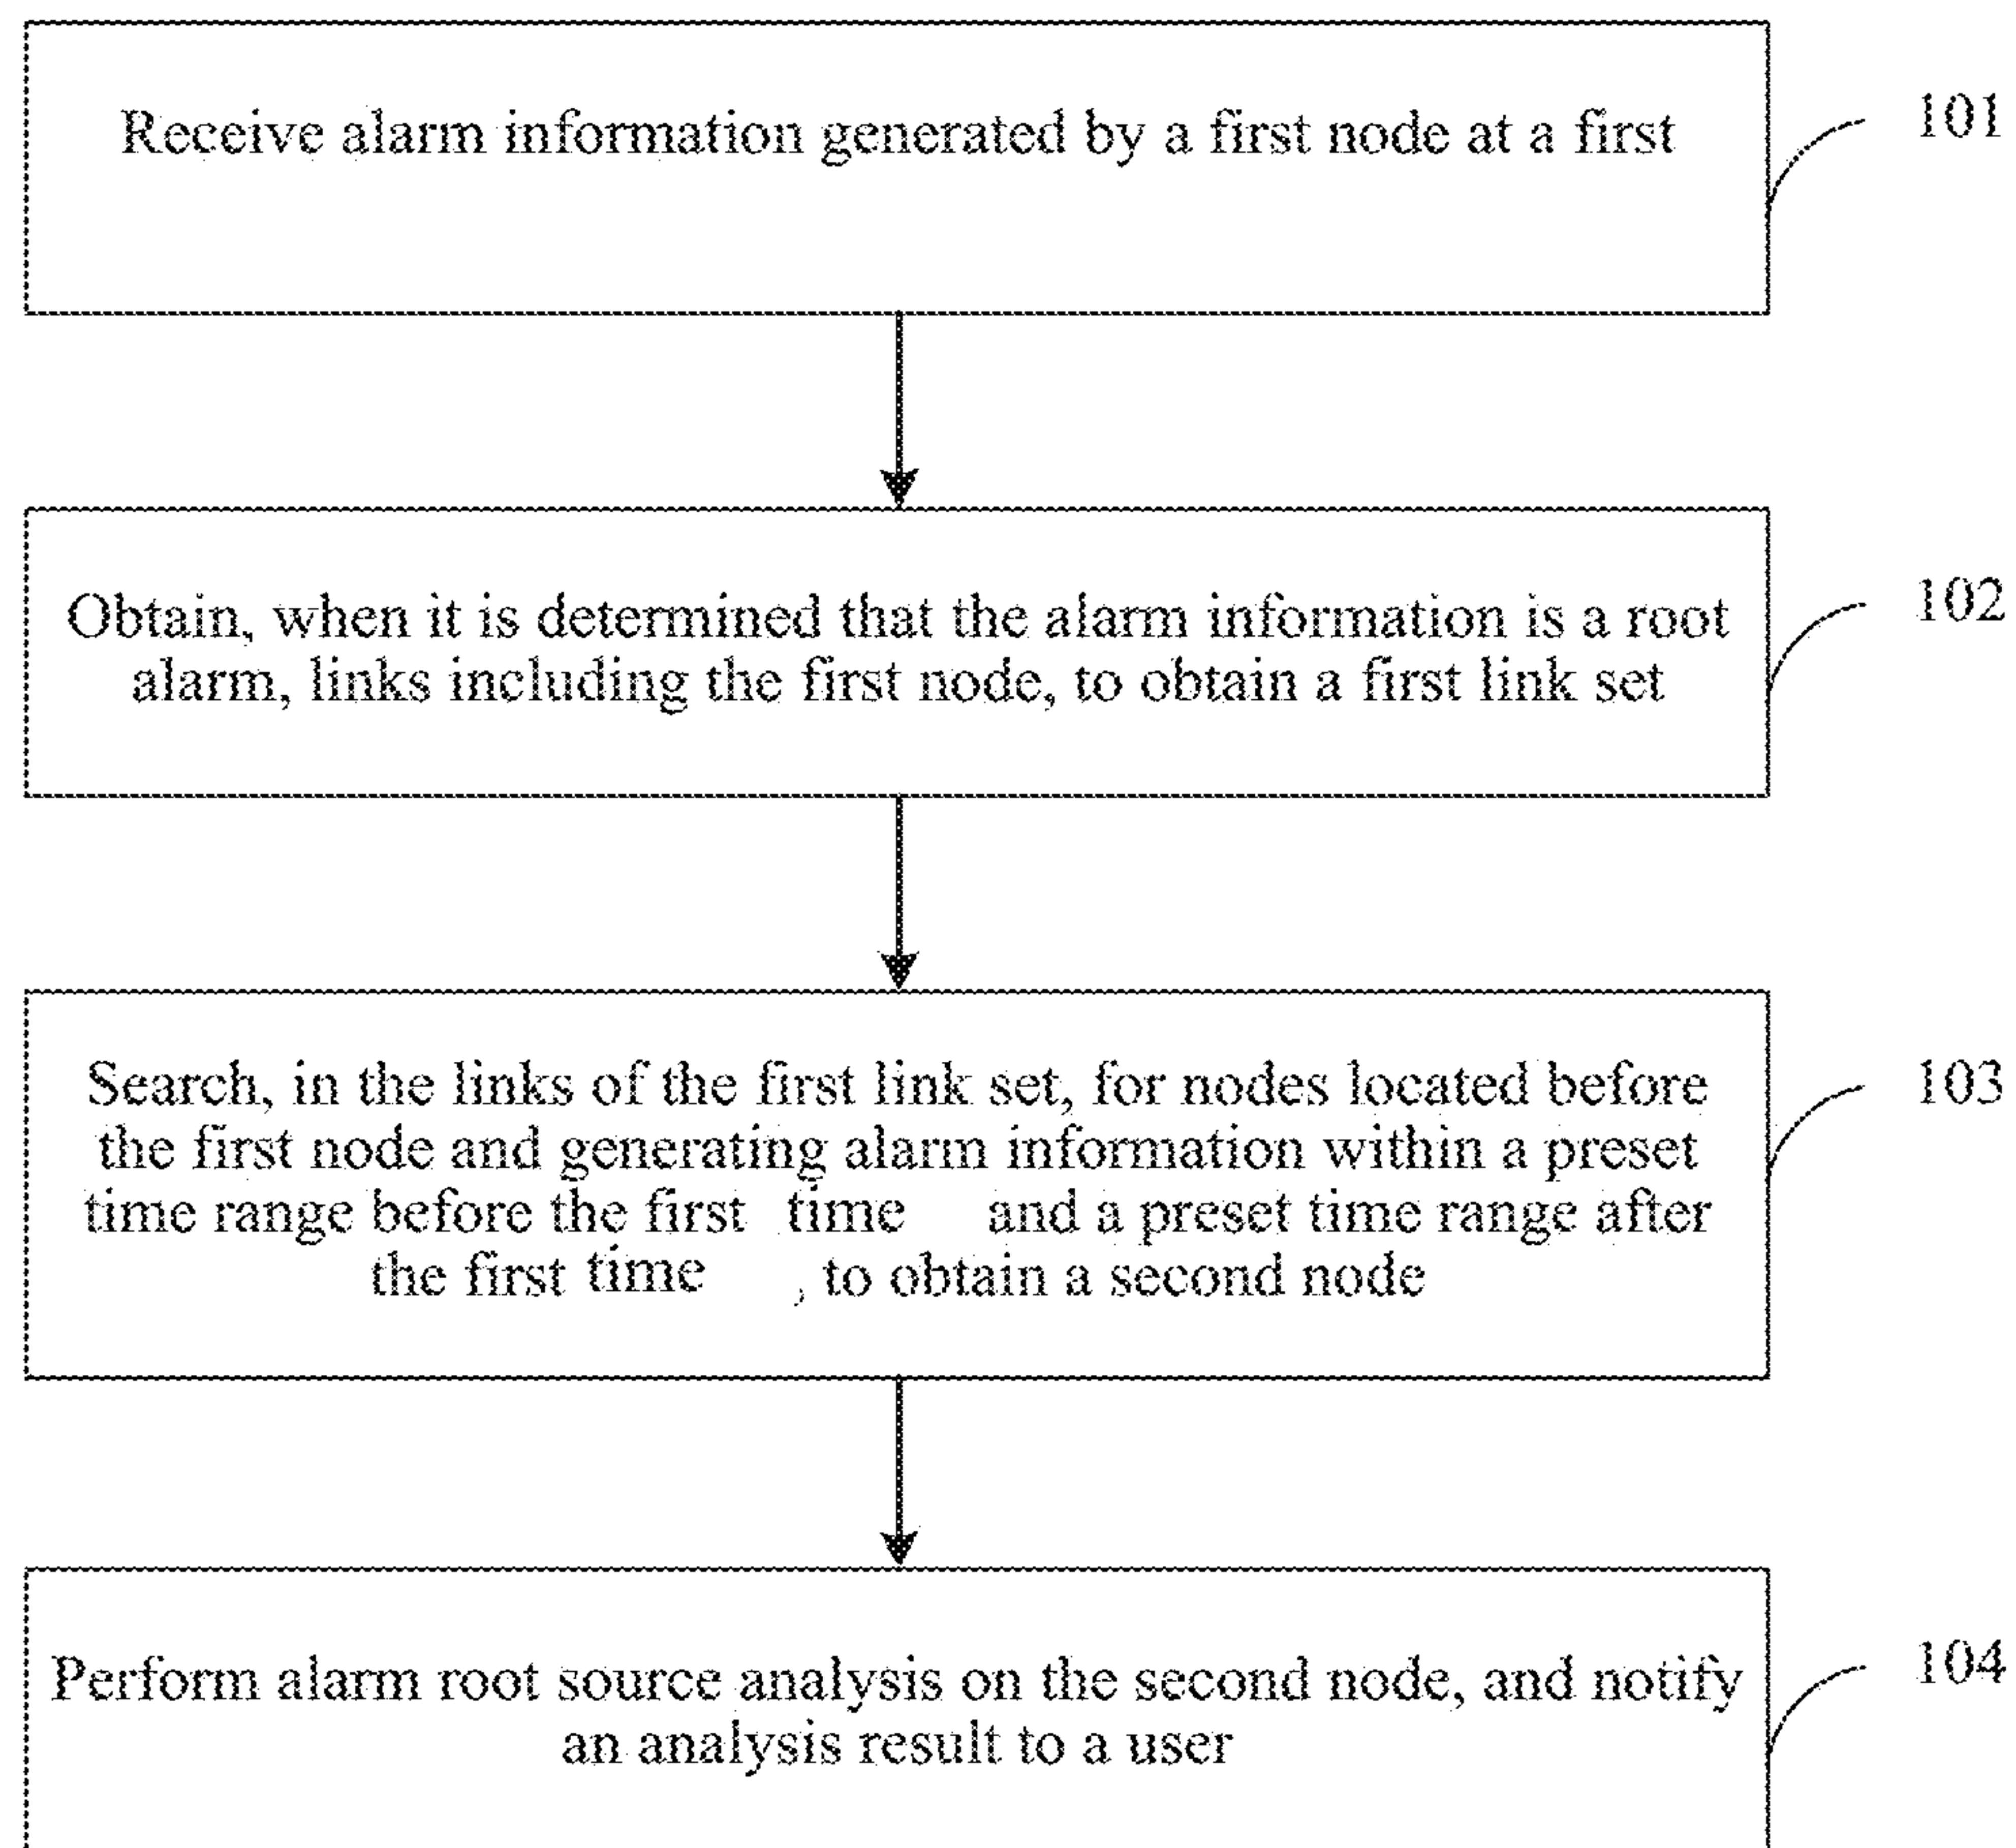 Receive alarm information generated by a first node at a first
101
Obtain, when it is determined that the alarm information is a root
alarm, links including the first node, to obtain a first link set
102
Search, in the links of the first link set, for nodes located before
the first node and generating alarm information within a preset
time range before the first time and a preset time range after
the first time , to obtain a second node
103
Perform alarm root source analysis on the second node, and notify
an analysis result to a user
104